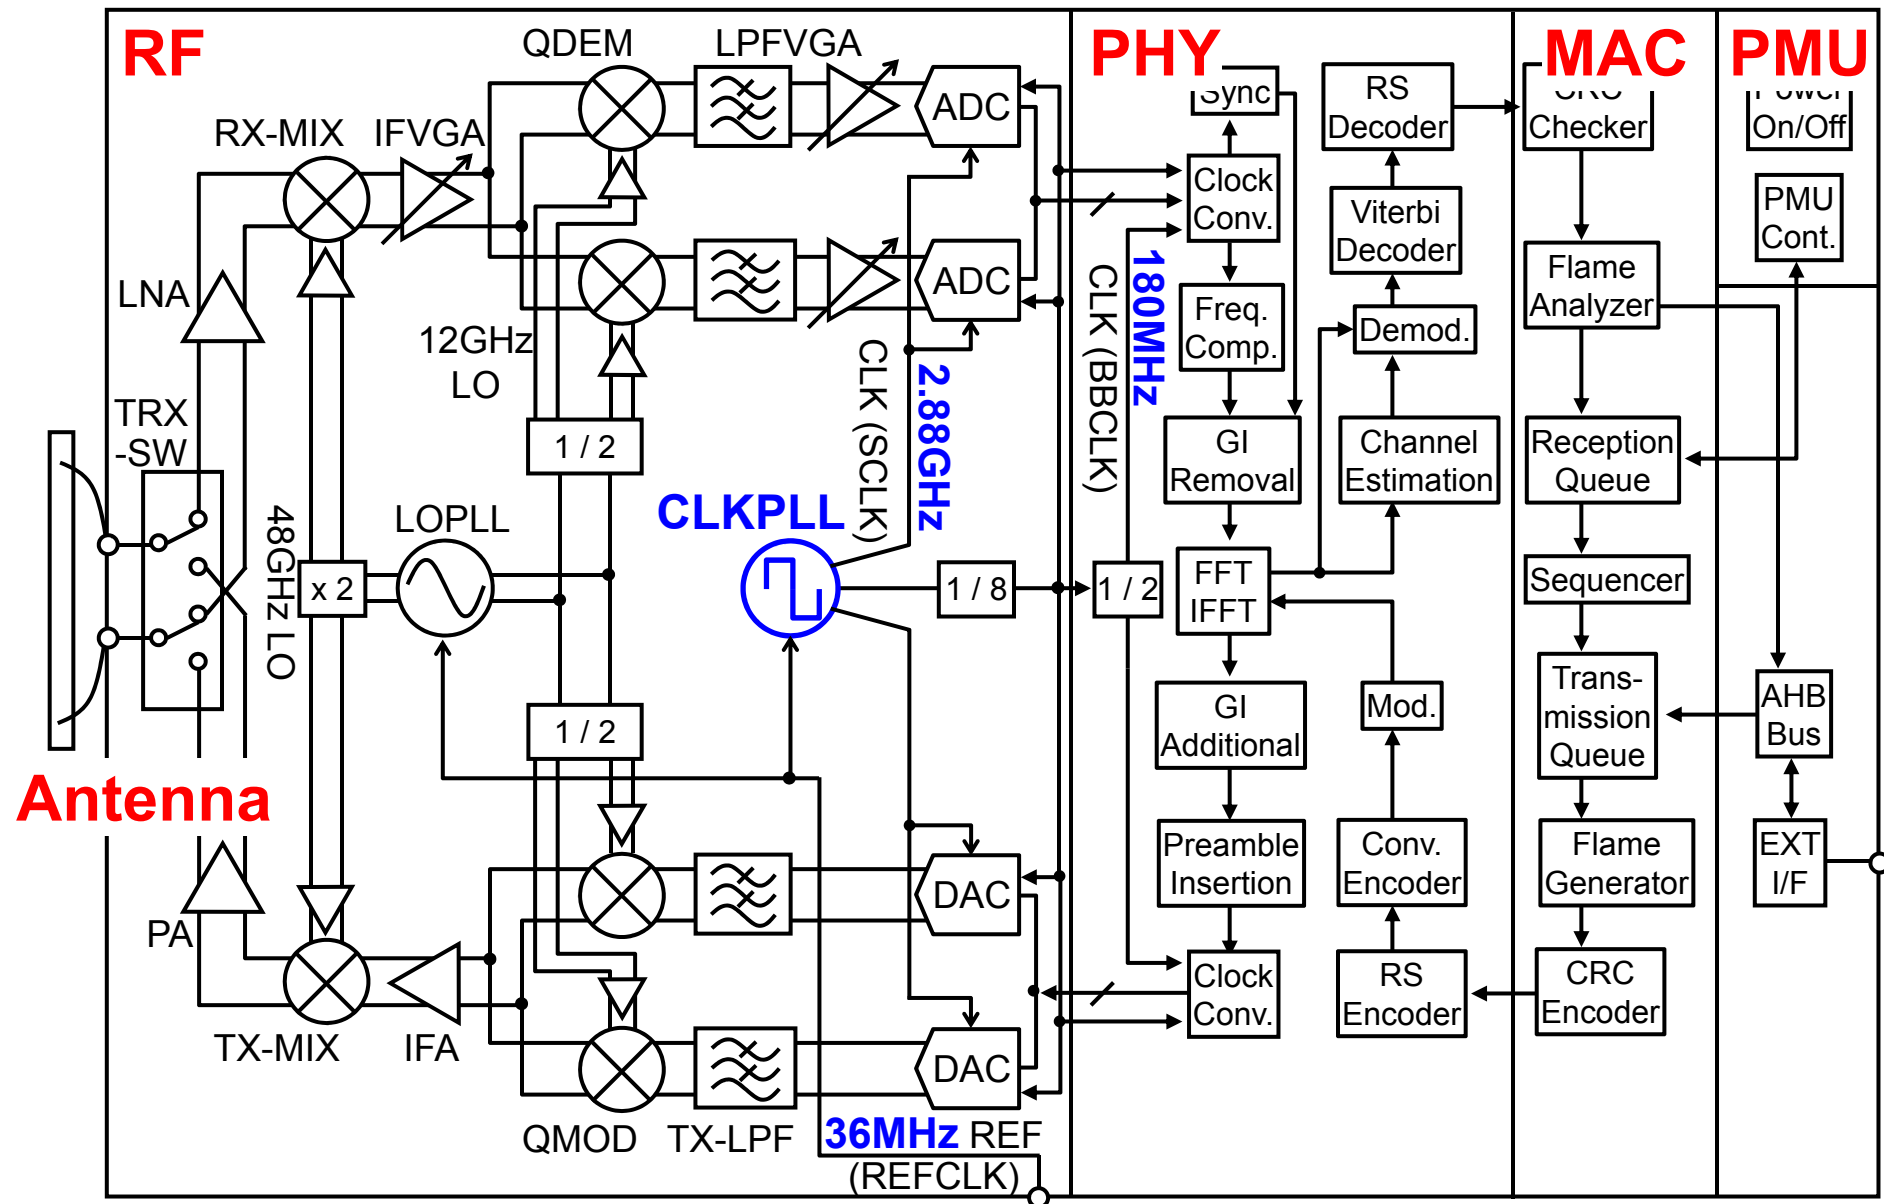 RF
PHY
MAC
PMU
QDEM
LPFVGA
RX-MIX
IFVGA
ADC
Sync
RS
Decoder
CRC
Checker
Power
On/Off
Clock
Conv.
Viterbi
Decoder
PMU
Cont.
LNA
12GHz
LO
ADC
CLK (SCLK)
2.88GHz
CLK (BBCLK)
180MHz
Freq.
Comp.
Demod.
Flame
Analyzer
TRX
-SW
1 / 2
GI
Removal
Channel
Estimation
Reception
Queue
48GHz LO
LOPLL
CLKPLL
x 2
1 / 8
1 / 2
FFT
IFFT
Sequencer
1 / 2
GI
Additional
Mod.
Trans-
mission
Queue
AHB
Bus
Antenna
Preamble
Insertion
Conv.
Encoder
Flame
Generator
EXT
I/F
PA
DAC
TX-MIX
IFA
Clock
Conv.
RS
Encoder
CRC
Encoder
DAC
QMOD
TX-LPF
36MHz REF
(REFCLK)